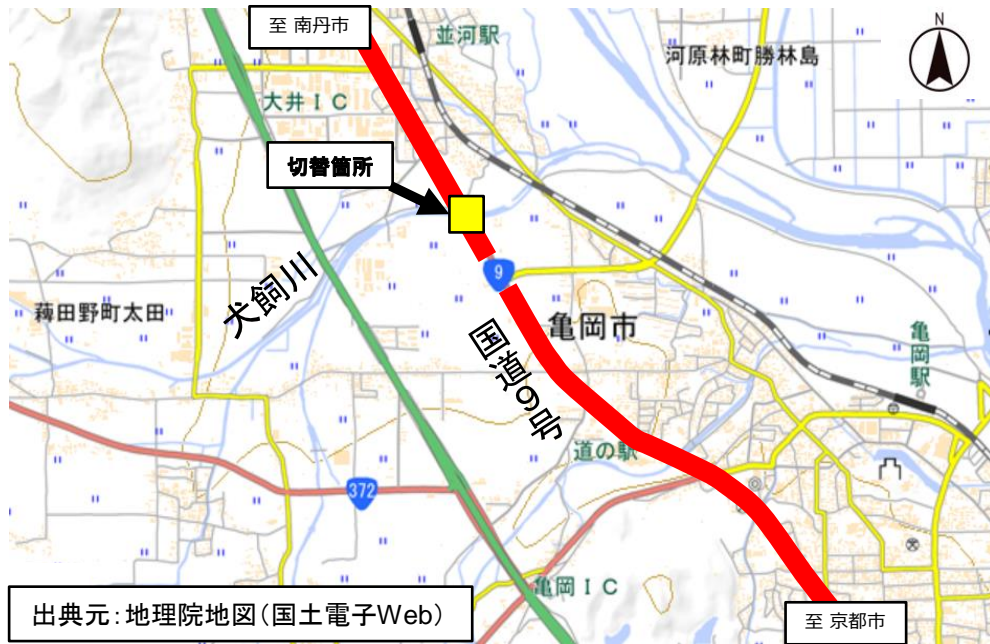 至 南丹市
並河駅
河原林町勝林島
N
大井IC
切替箇所
9
犬飼川
薭田野町太田
亀岡市
国道9号
亀岡駅
道の駅
372
亀岡IC
出典元:地理院地図(国土電子Web)
至 京都市